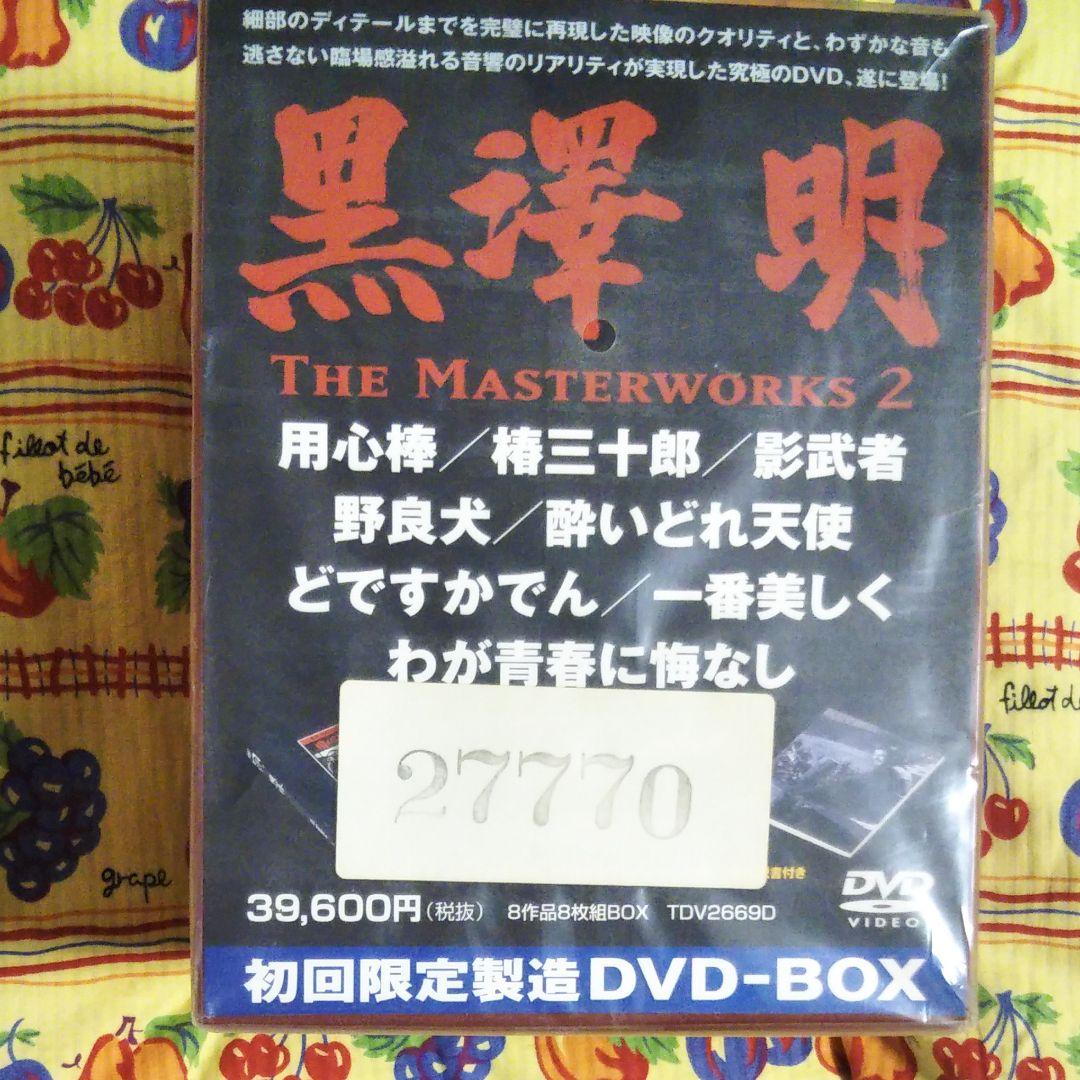 細部のディテールまでを完璧に再現した映像のクオリティと、わずかな音も
逃さない臨場感溢れる音響のリアリティが実現した究極のDVD、遂に登場!
黒澤 明
THE MASTERWORKS 2
用心棒／椿三十郎／影武者
野良犬／酔いどれ天使
どですかでん／一番美しく
わが青春に悔なし
27770
書付き
39,600円(税抜) 8作品8枚組BOX TDV2669D
DVD
VIDEO
初回限定製造DVD-BOX
fillot de
bébé
grape
fillot de